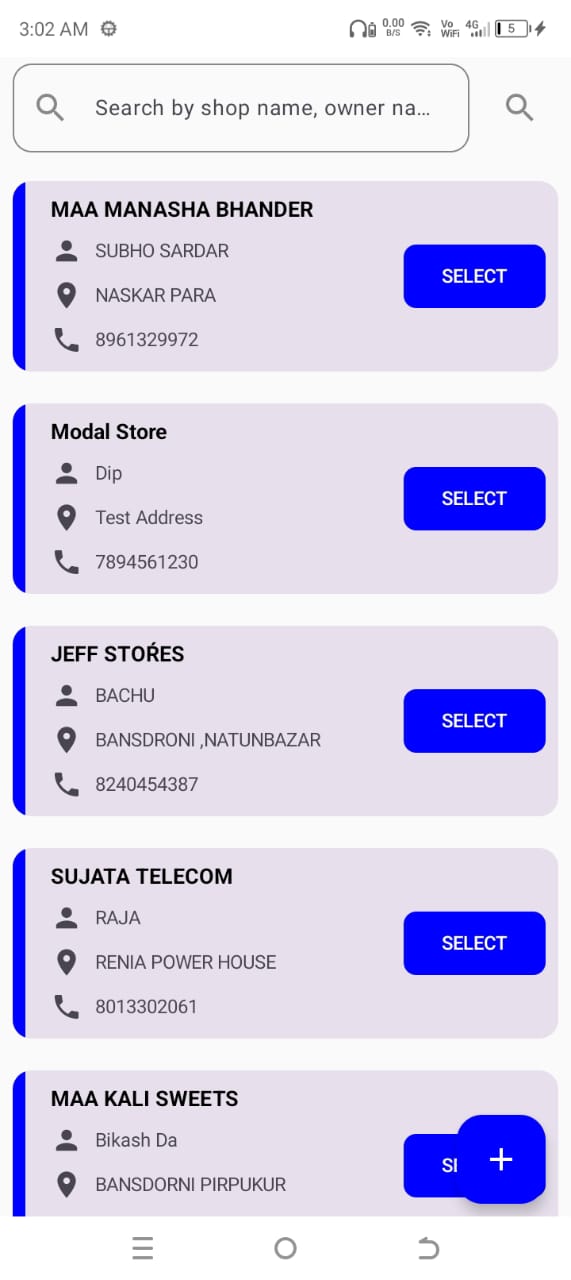 3:02 AM
0.00 B/S
Vo WiFi
4G
5
Search by shop name, owner na...
MAA MANASHA BHANDER
SUBHO SARDAR
NASKAR PARA
8961329972
SELECT
Modal Store
Dip
Test Address
7894561230
SELECT
JEFF STOŔES
BACHU
BANSDRONI ,NATUNBAZAR
8240454387
SELECT
SUJATA TELECOM
RAJA
RENIA POWER HOUSE
8013302061
SELECT
MAA KALI SWEETS
Bikash Da
BANSDORNI PIRPUKUR